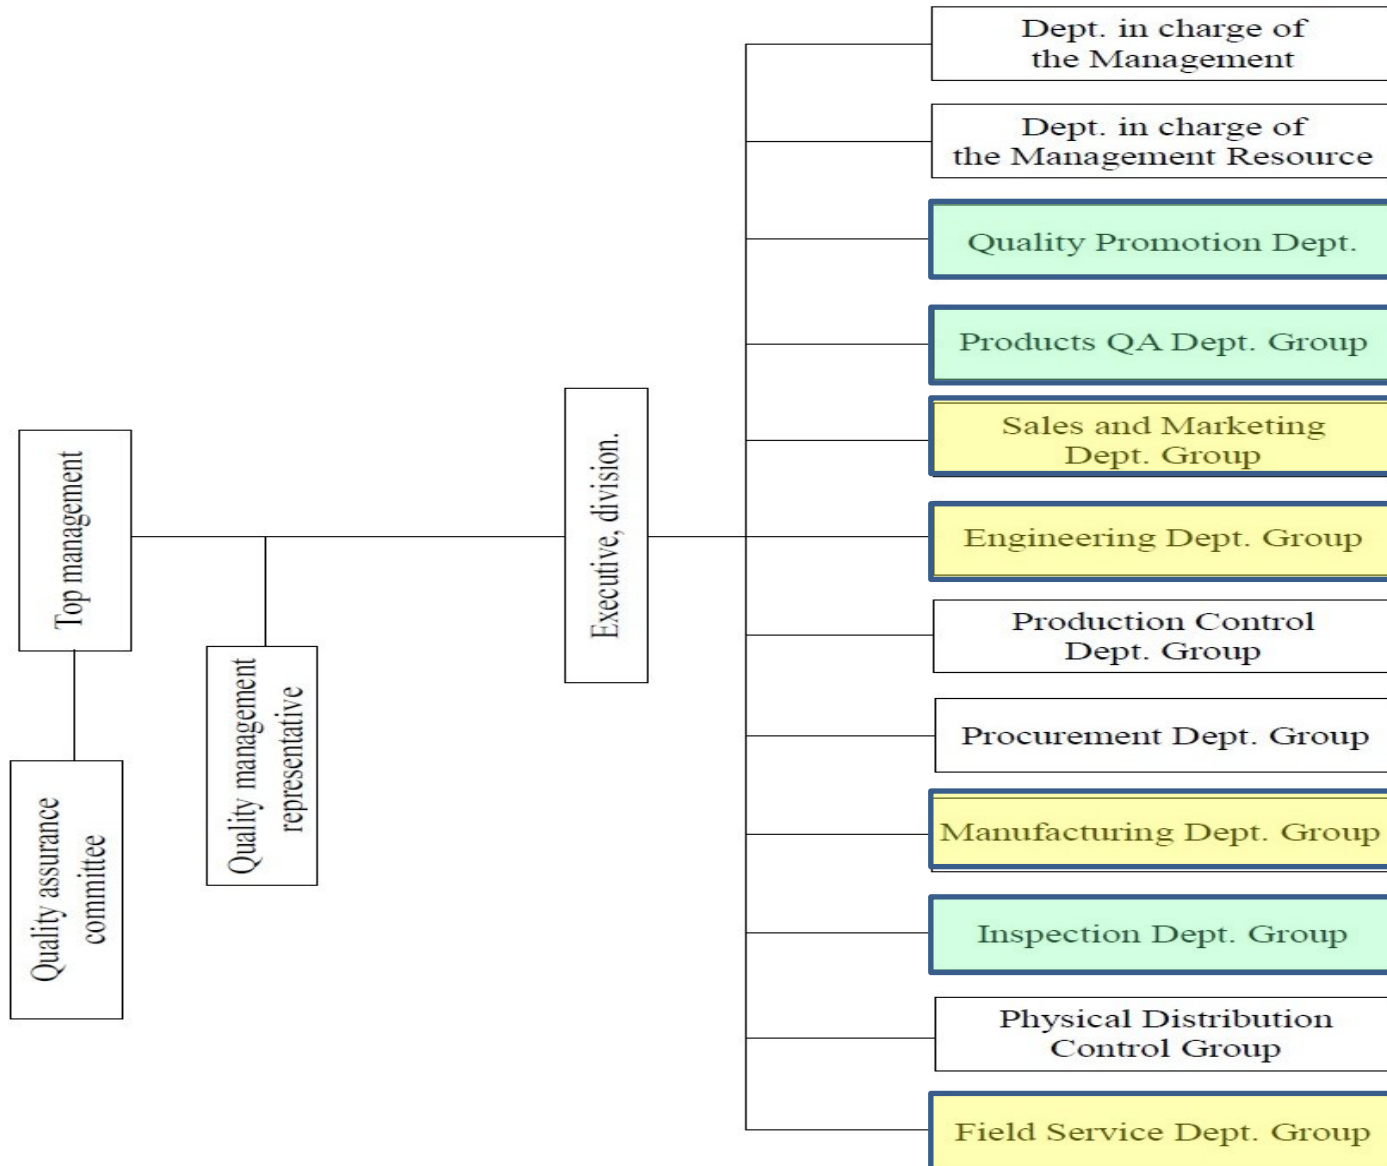 Top management
Quality assurance
committee
Quality management
representative
Executive, division.
Dept. in charge of
the Management
Dept. in charge of
the Management Resource
Quality Promotion Dept.
Products QA Dept. Group
Sales and Marketing
Dept. Group
Engineering Dept. Group
Production Control
Dept. Group
Procurement Dept. Group
Manufacturing Dept. Group
Inspection Dept. Group
Physical Distribution
Control Group
Field Service Dept. Group